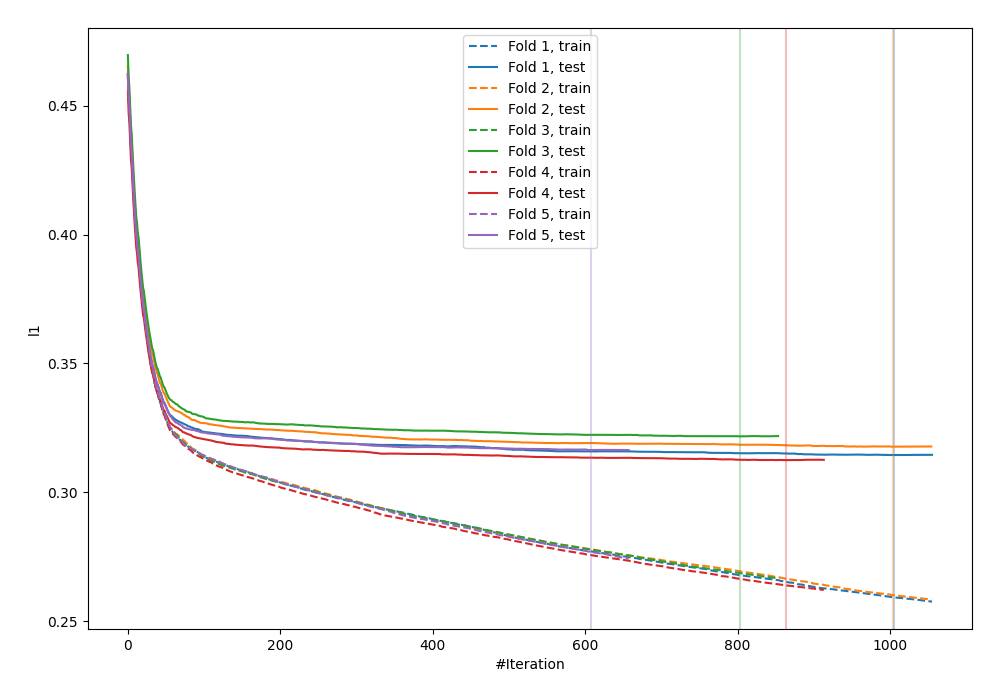 Fold 1, train
Fold 1, test
Fold 2, train
Fold 2, test
Fold 3, train
Fold 3, test
Fold 4, train
Fold 4, test
Fold 5, train
Fold 5, test
0.45
0.40
0.35
0.30
0.25
l1
0 200 400 600 800 1000
#Iteration